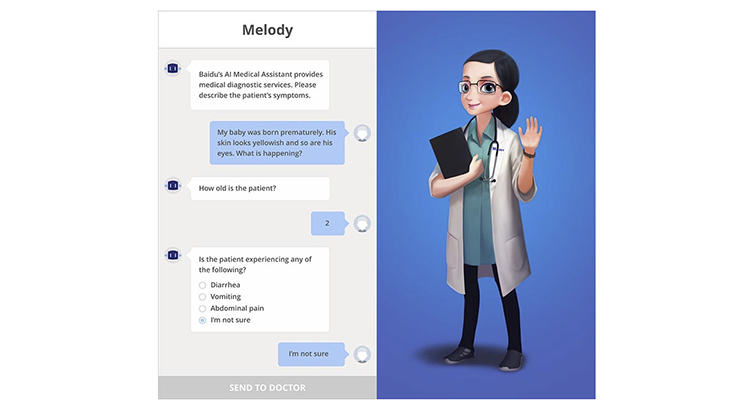 Melody
Baidu's AI Medical Assistant provides
medical diagnostic services. Please
describe the patient's symptoms.
My baby was born prematurely. His
skin looks yellowish and so are his
eyes. What is happening?
How old is the patient?
2
Is the patient experiencing any of
the following?
Diarrhea
Vomiting
Abdominal pain
I'm not sure
I'm not sure
SEND TO DOCTOR